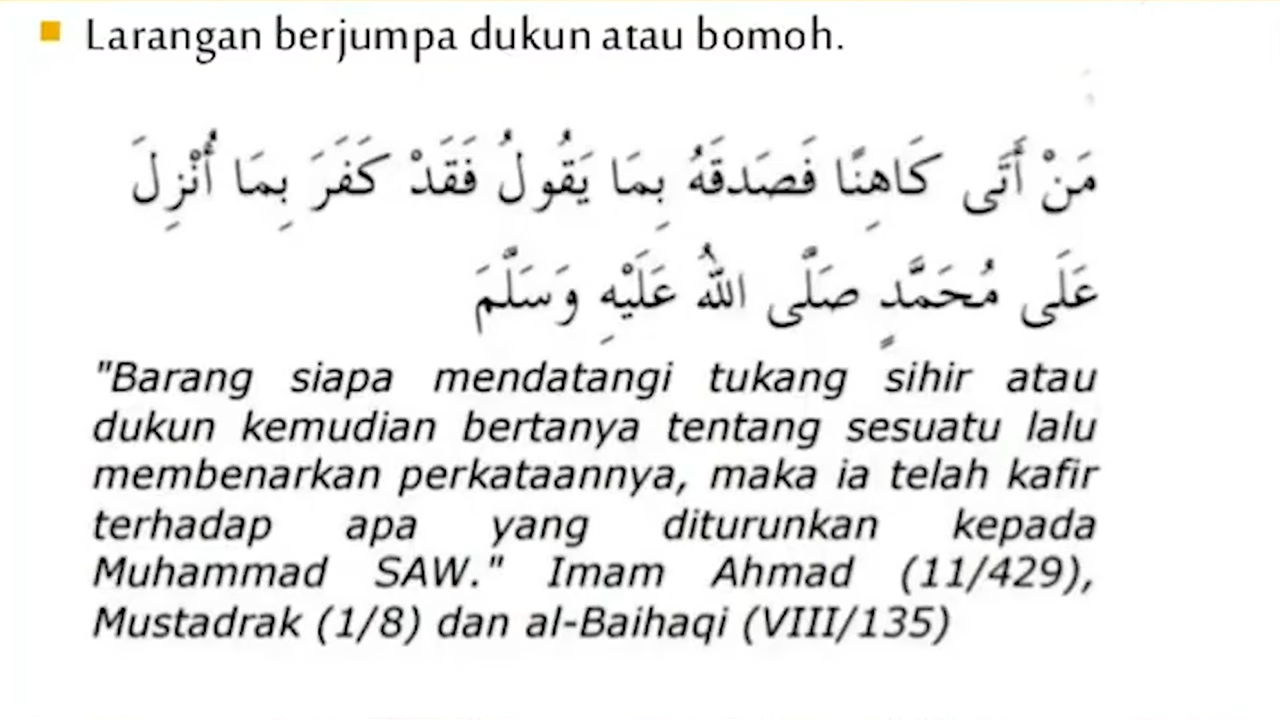 Larangan berjumpa dukun atau bomoh.
مَنْ أَتَى كَاهِنًا فَصَدقَهُ بِمَا يَقُولُ فَقَدْ كَفَرَ بِمَا أُنْزِلَ
عَلَى مُحَمَّدٍ صَلَّى اللهُ عَلَيْهِ وَسَلَّمَ
"Barang siapa mendatangi tukang sihir atau
dukun kemudian bertanya tentang sesuatu lalu
membenarkan perkataannya, maka ia telah kafir
terhadap apa yang diturunkan kepada
Muhammad SAW." Imam Ahmad (11/429),
Mustadrak (1/8) dan al-Baihaqi (VIII/135)